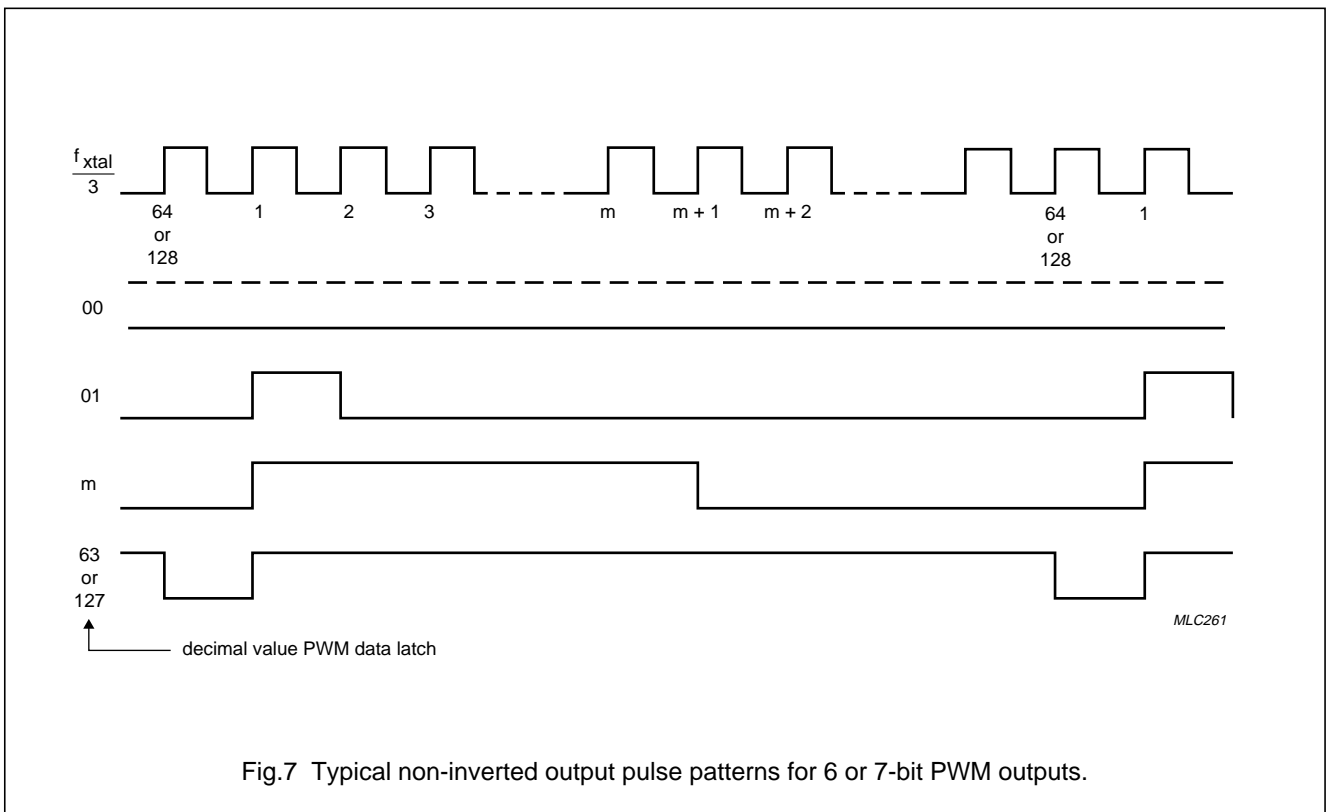 f xtal
3
64 1 2 3 m m + 1 m + 2 64 1
or or
128 128
00
01
m
63
or
127
MLC261
decimal value PWM data latch
Fig.7 Typical non-inverted output pulse patterns for 6 or 7-bit PWM outputs.